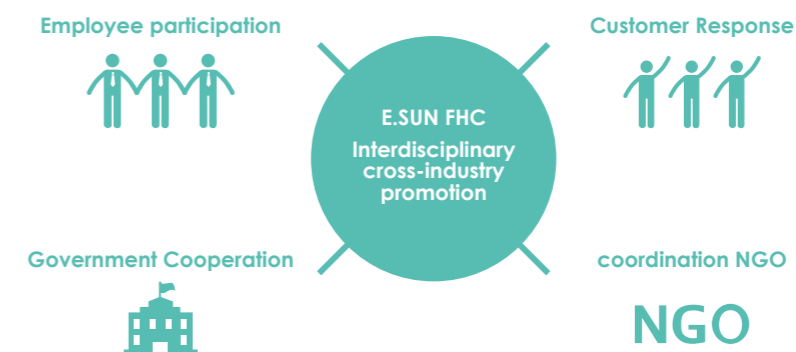 Employee participation
Customer Response
E.SUN FHC
Interdisciplinary
cross-industry
promotion
Government Cooperation
coordination NGO
NGO